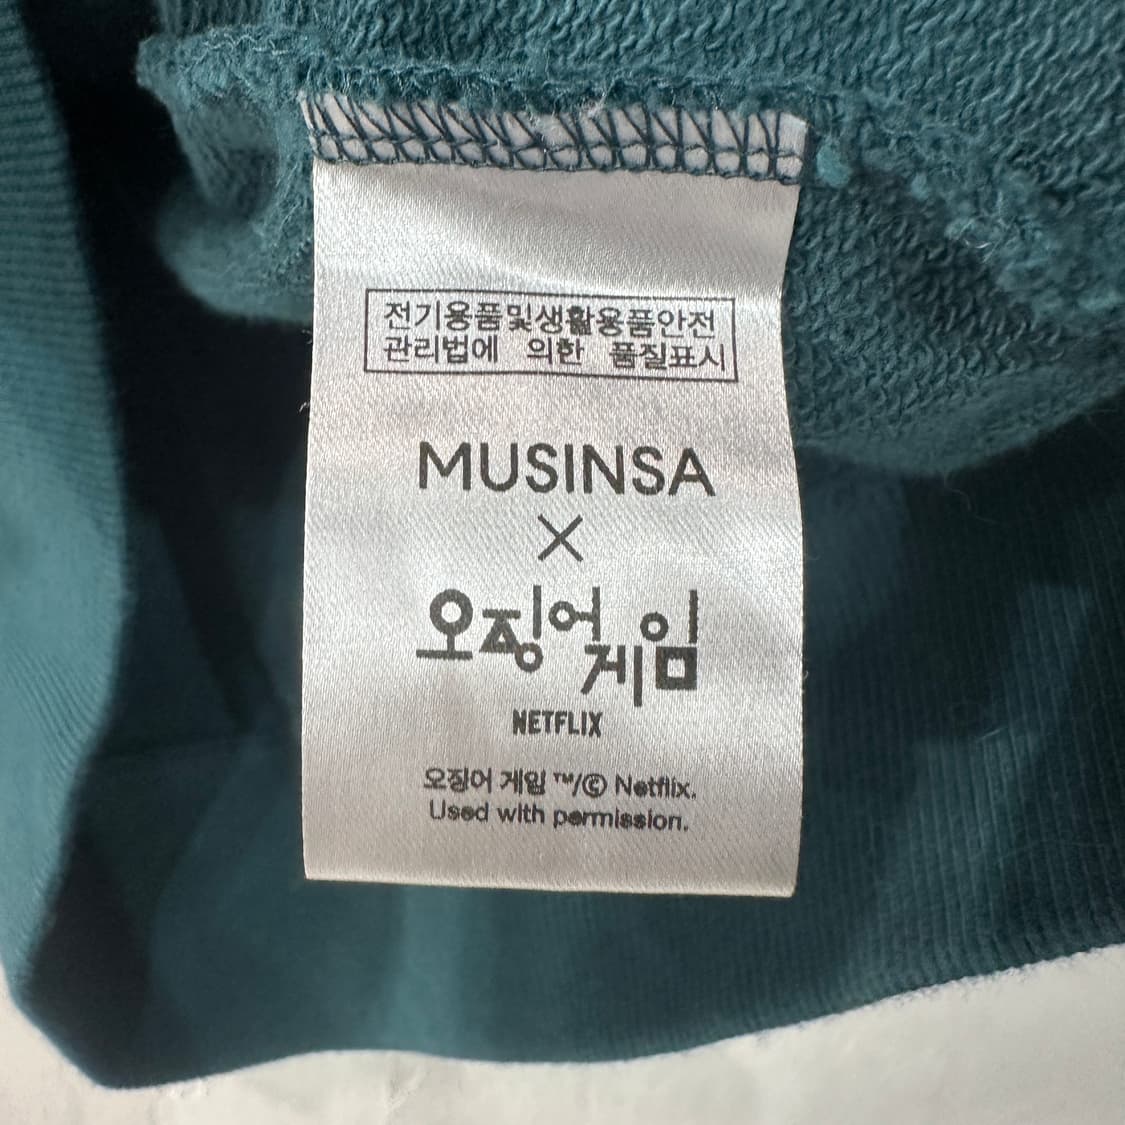 전기용품및생활용품안전
관리법에 의한 품질표시
MUSINSA
×
오징어
게임
NETFLIX
오징어 게임 ™/© Netflix.
Used with permission.